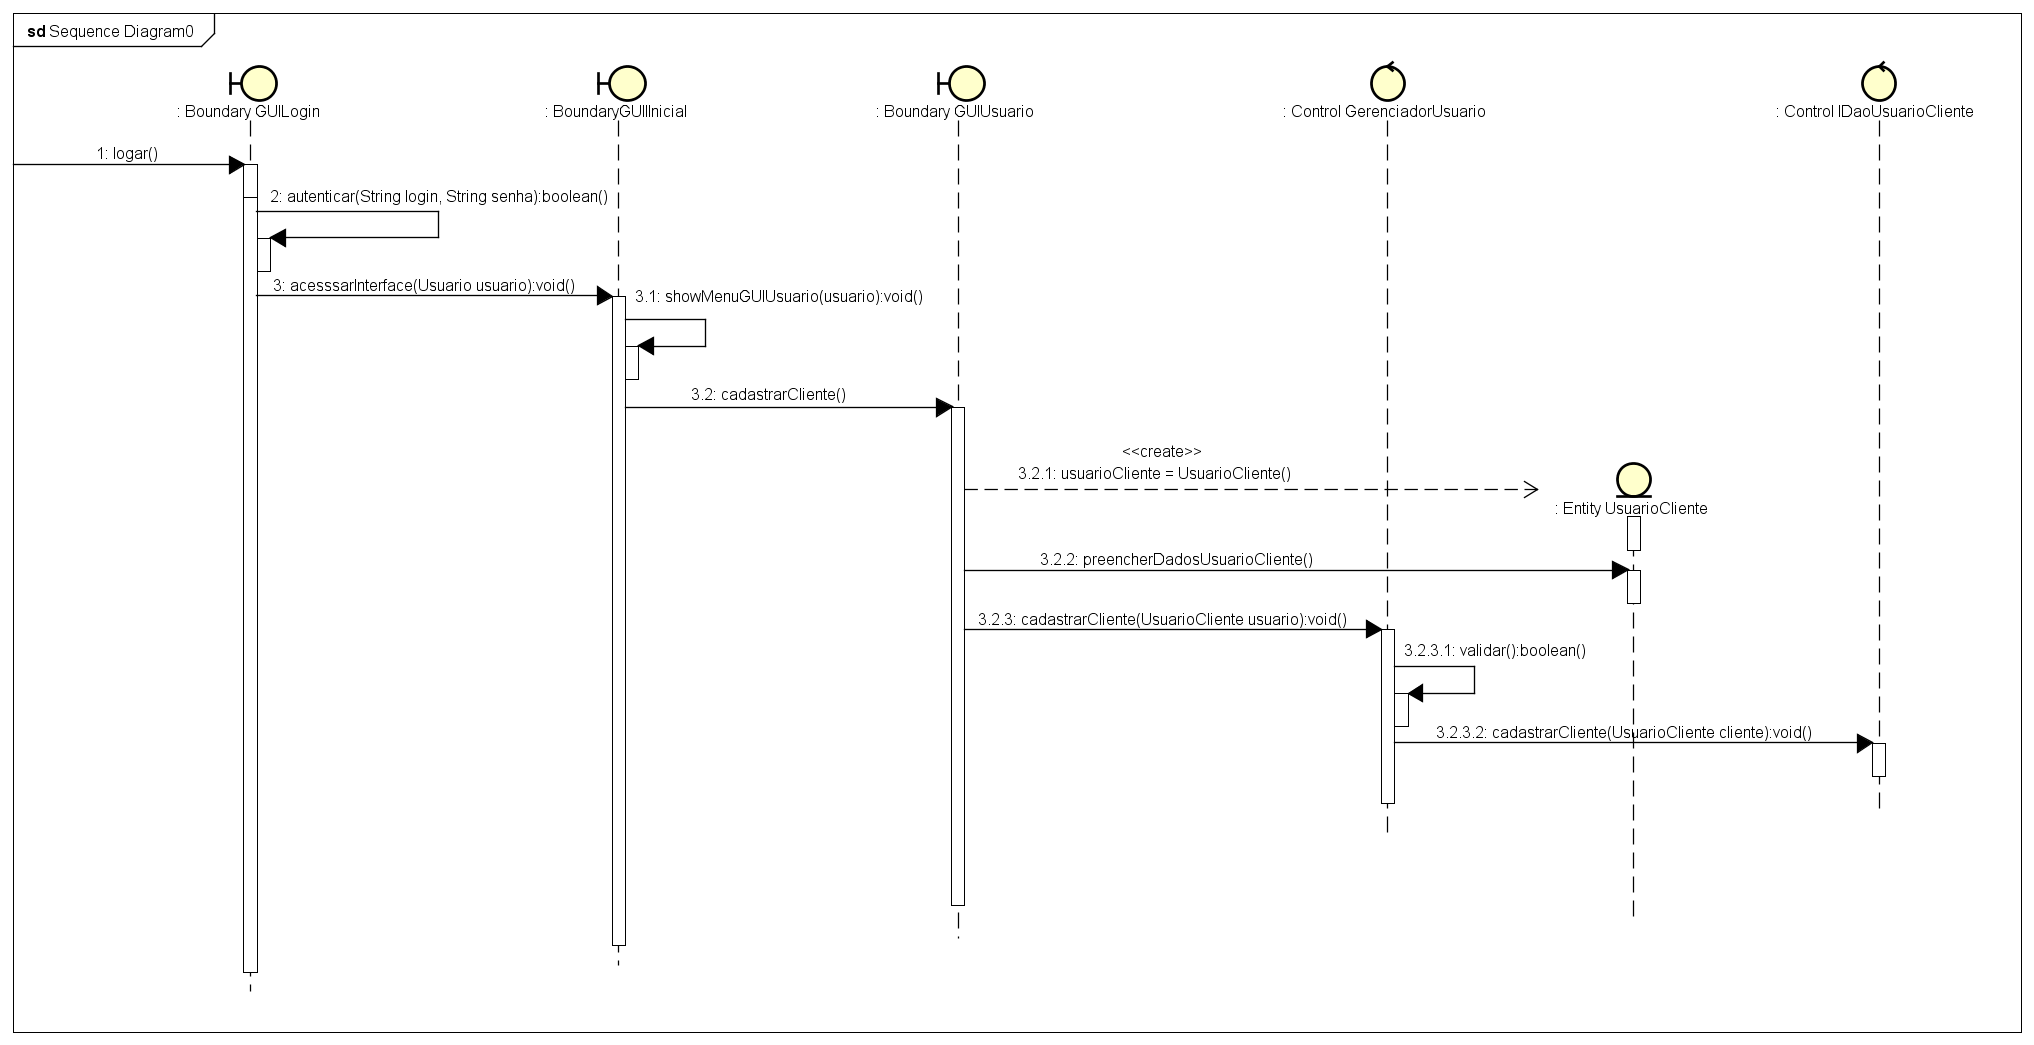 sd Sequence Diagram0
: Boundary GUILogin
: BoundaryGUIInicial
: Boundary GUIUsuario
: Control GerenciadorUsuario
: Control IDaoUsuarioCliente
1: logar()
2: autenticar(String login, String senha):boolean()
3: acesssarInterface(Usuario usuario):void()
3.1: showMenuGUIUsuario(usuario):void()
3.2: cadastrarCliente()
<<create>>
3.2.1: usuarioCliente = UsuarioCliente()
: Entity UsuarioCliente
3.2.2: preencherDadosUsuarioCliente()
3.2.3: cadastrarCliente(UsuarioCliente usuario):void()
3.2.3.1: validar():boolean()
3.2.3.2: cadastrarCliente(UsuarioCliente cliente):void()